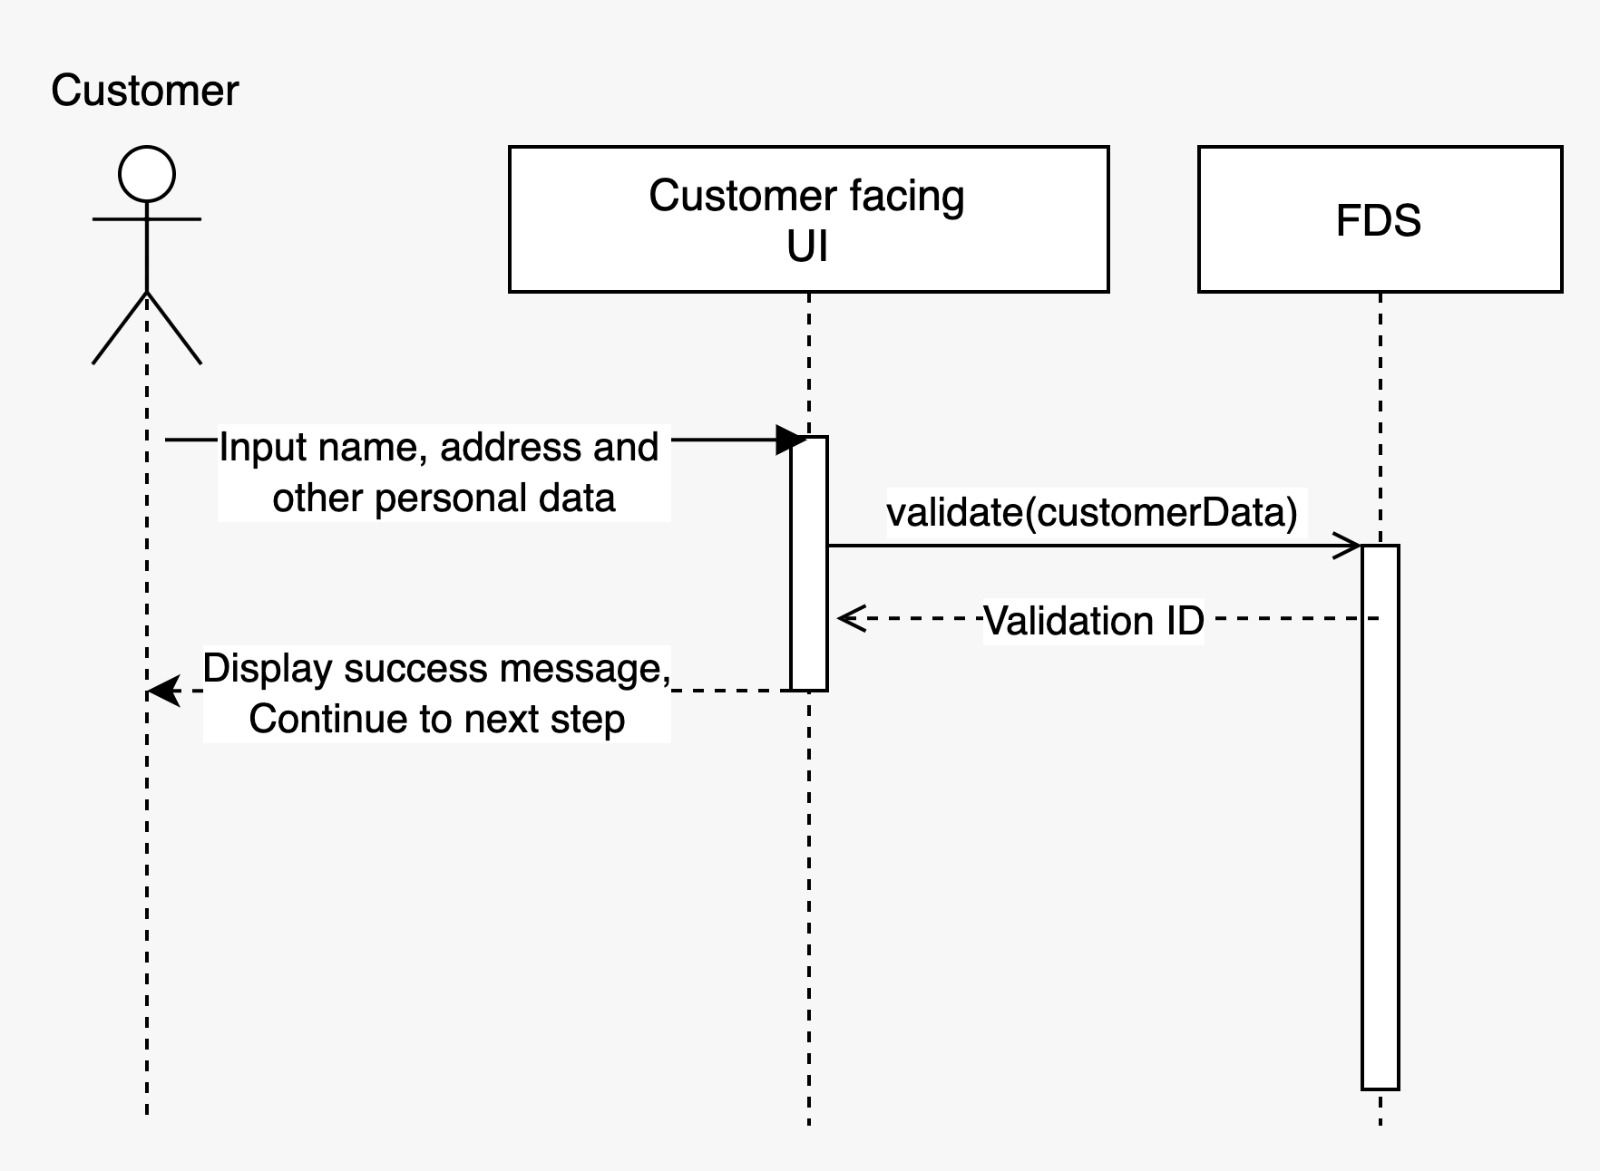 Customer
Customer facing
UI
FDS
Input name, address and
other personal data
validate(customerData)
Validation ID
Display success message,
Continue to next step